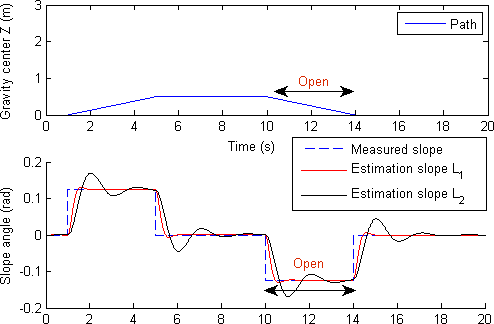 3
2
1
0
Gravity center Z (m)
Path
Open
0 2 4 6 8 10 12 14 16 18 20
Time (s)
Measured slope
Estimation slope L1
Estimation slope L2
0.2
0.1
0
-0.1
-0.2
Slope angle (rad)
Open
0 2 4 6 8 10 12 14 16 18 20